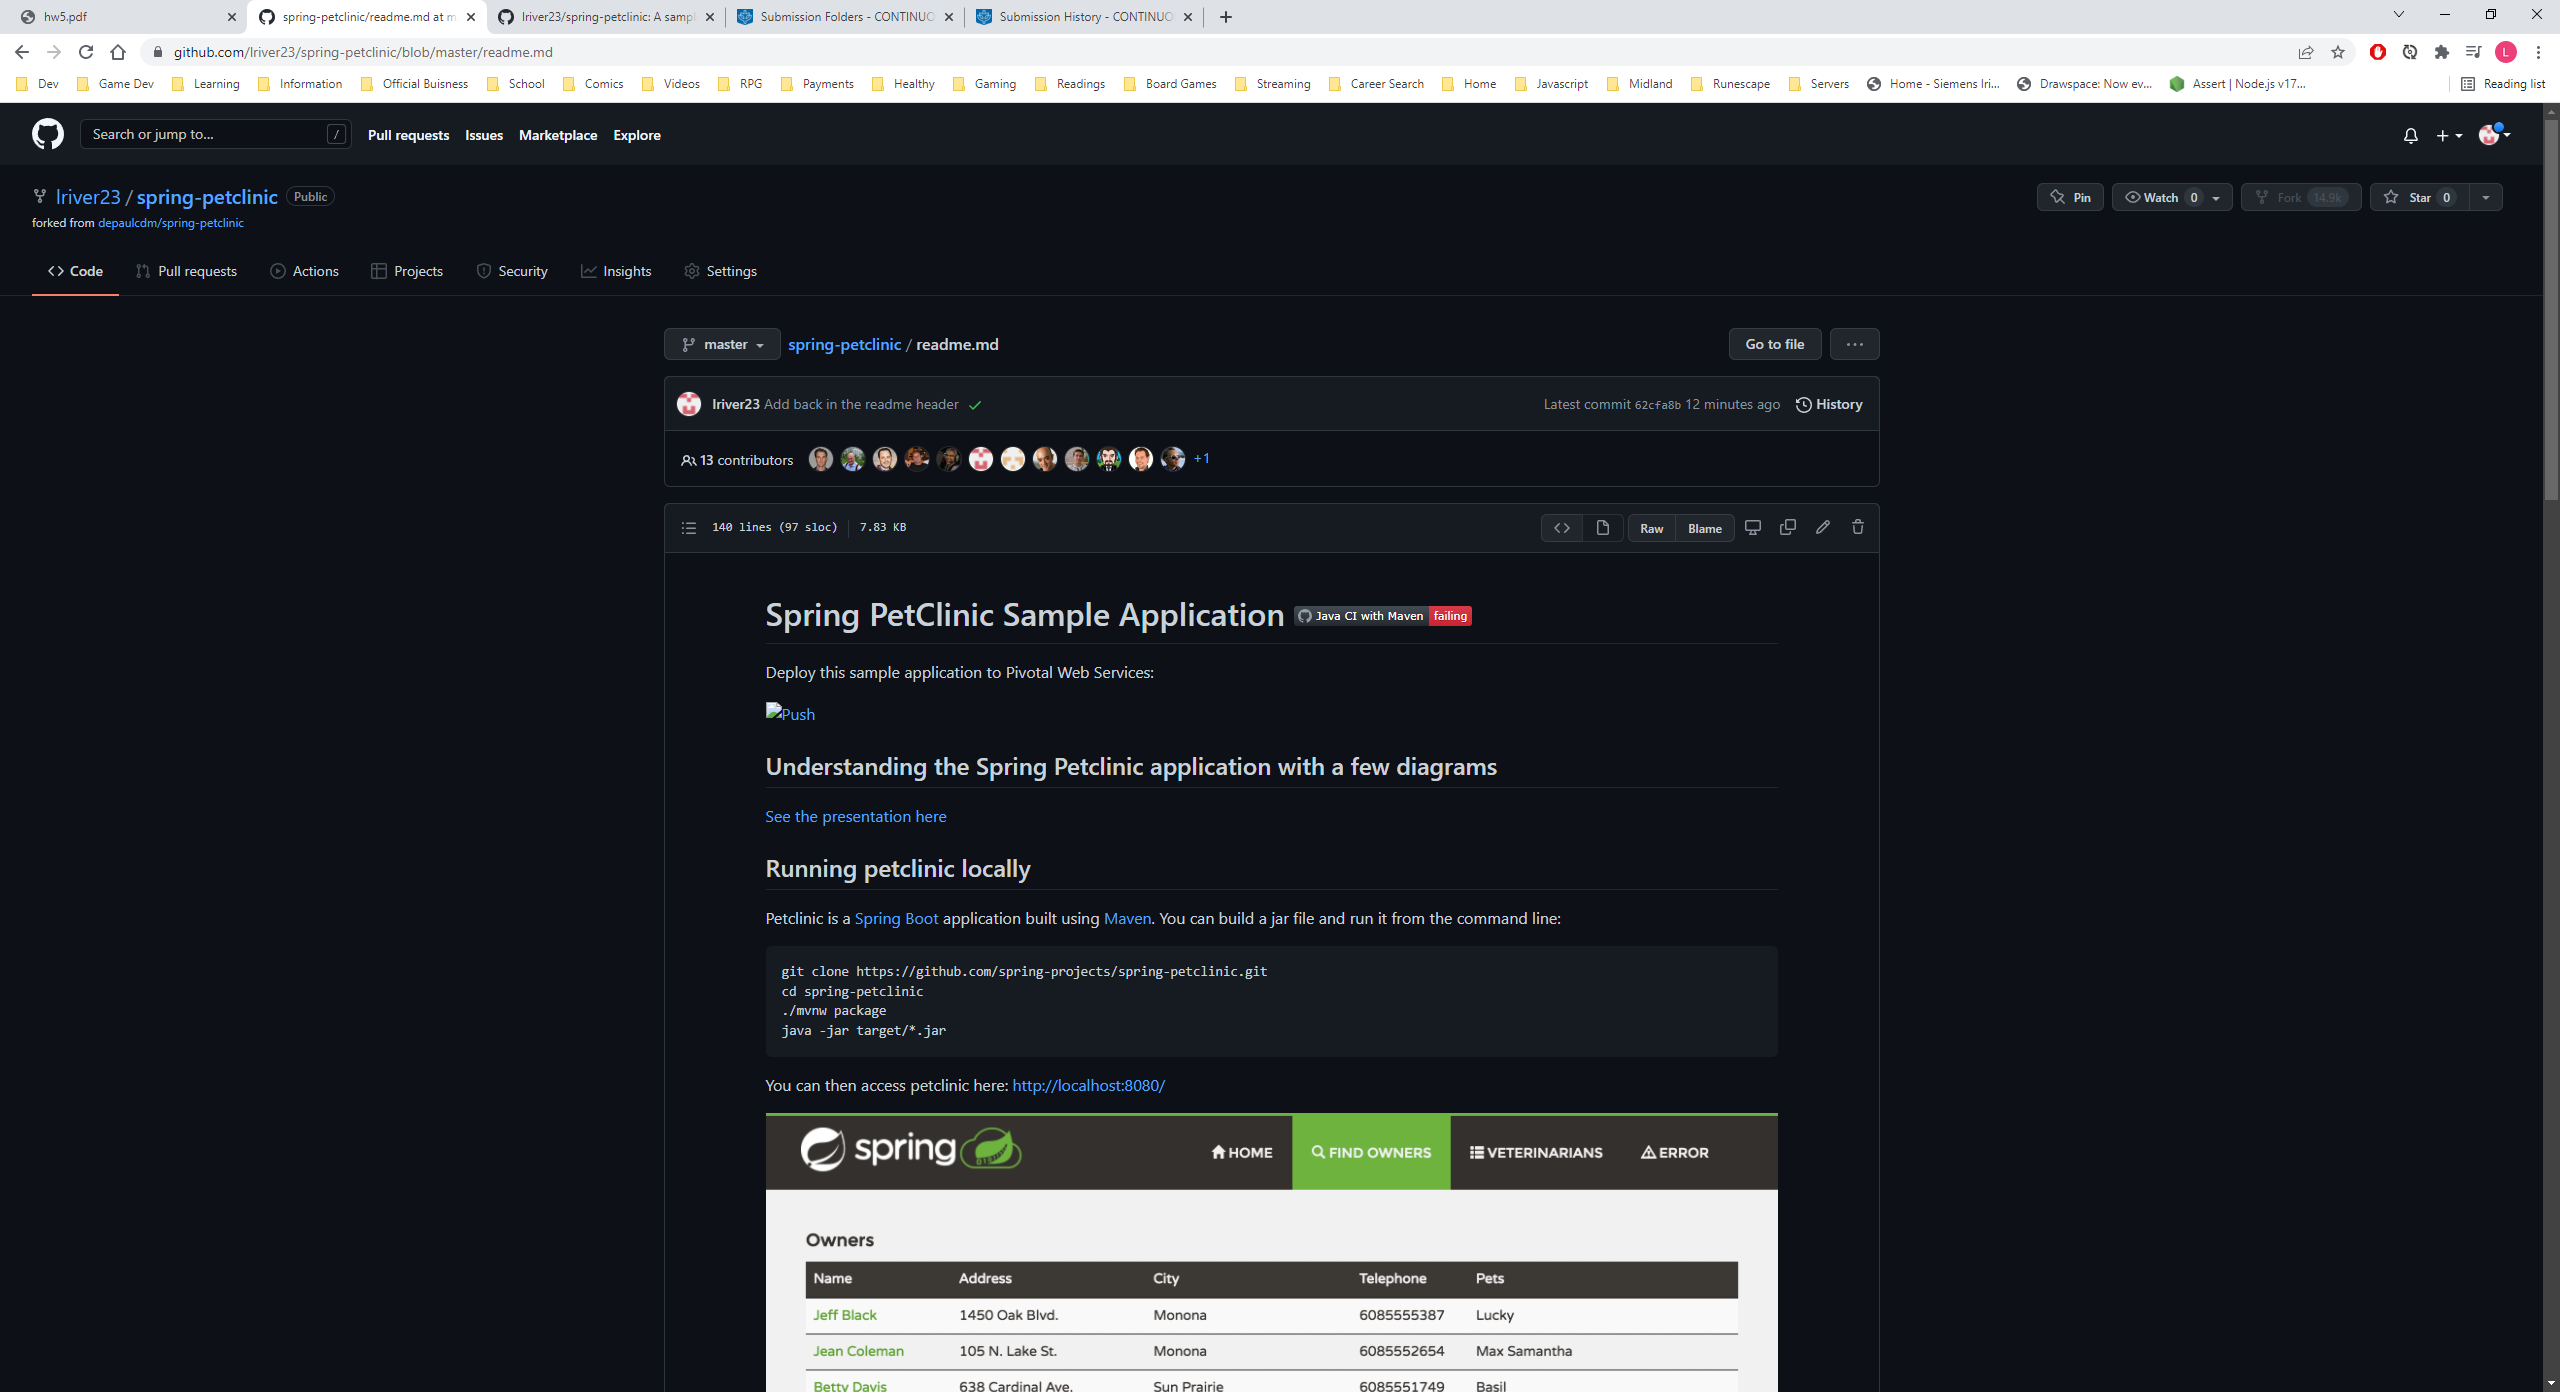 hw5.pdf
spring-petclinic/readme.md at m
lriver23/spring-petclinic: A samp
Submission Folders - CONTINUO
Submission History - CONTINUO
github.com/lriver23/spring-petclinic/blob/master/readme.md
L
Dev Game Dev Learning Information Official Buisness School Comics Videos RPG Payments Healthy Gaming Readings Board Games Streaming Career Search Home Javascript Midland Runescape Servers Home - Siemens Iri... Drawspace: Now ev... Assert | Node.js v17... Reading list
Search or jump to... / Pull requests Issues Marketplace Explore
lriver23 / spring-petclinic Public
Pin Watch 0 Fork 14.9k Star 0
forked from depaulcdm/spring-petclinic
Code Pull requests Actions Projects Security Insights Settings
master spring-petclinic / readme.md Go to file ...
lriver23 Add back in the readme header Latest commit 62cfa8b 12 minutes ago History
13 contributors +1
140 lines (97 sloc) 7.83 KB Raw Blame
Spring PetClinic Sample Application Java CI with Maven failing
Deploy this sample application to Pivotal Web Services:
Push
Understanding the Spring Petclinic application with a few diagrams
See the presentation here
Running petclinic locally
Petclinic is a Spring Boot application built using Maven. You can build a jar file and run it from the command line:
git clone https://github.com/spring-projects/spring-petclinic.git
cd spring-petclinic
./mvnw package
java -jar target/*.jar
You can then access petclinic here: http://localhost:8080/
spring HOME FIND OWNERS VETERINARIANS ERROR
Owners
Name Address City Telephone Pets
Jeff Black 1450 Oak Blvd. Monona 6085555387 Lucky
Jean Coleman 105 N. Lake St. Monona 6085552654 Max Samantha
Betty Davis 638 Cardinal Ave. Sun Prairie 6085551749 Basil